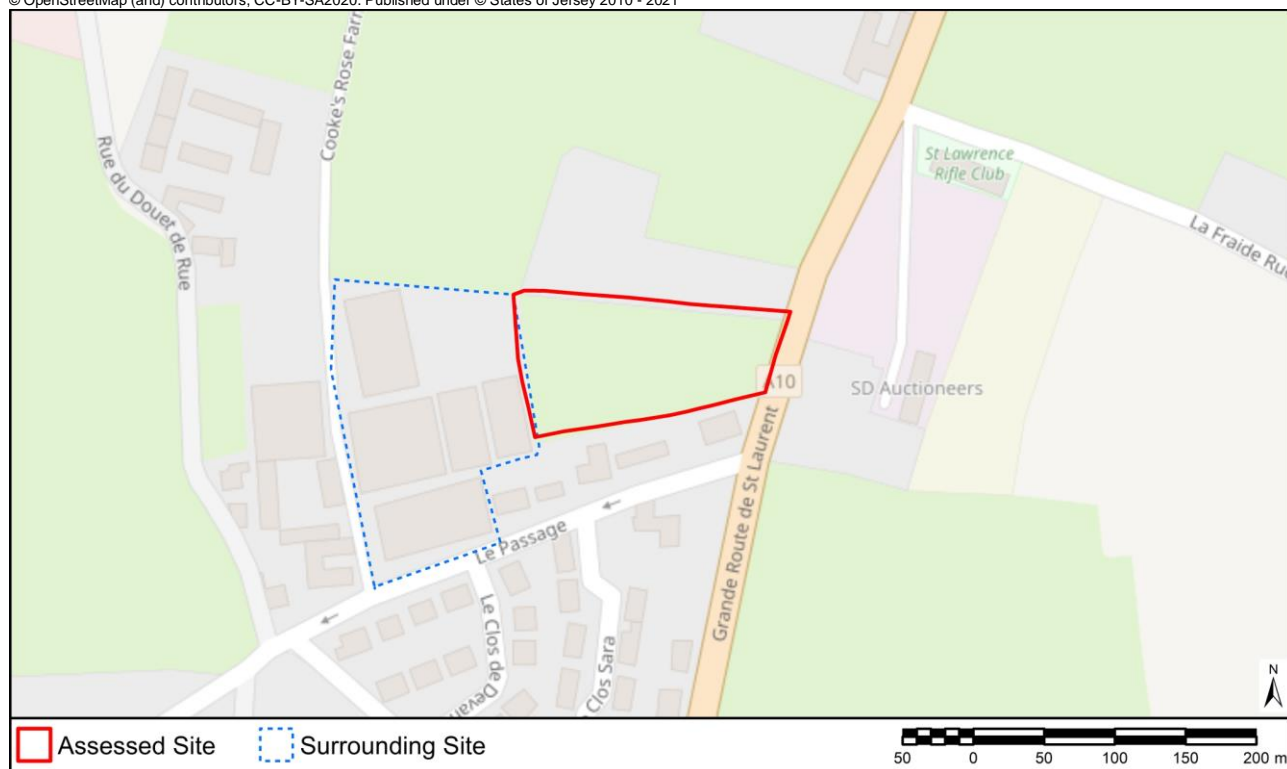 © OpenStreetMap (and) contributors, CC-BY-SA2020. Published under © States of Jersey 2010 - 2021
Cooke's Rose Farr
Rue du Douet de Rue
St Lawrence
Rifle Club
La Fraide Rue
A10
SD Auctioneers
Grande Route de St Laurent
Le Passage
Le Clos de Devan
Clos Sara
N
Assessed Site
Surrounding Site
50 0 50 100 150 200 m